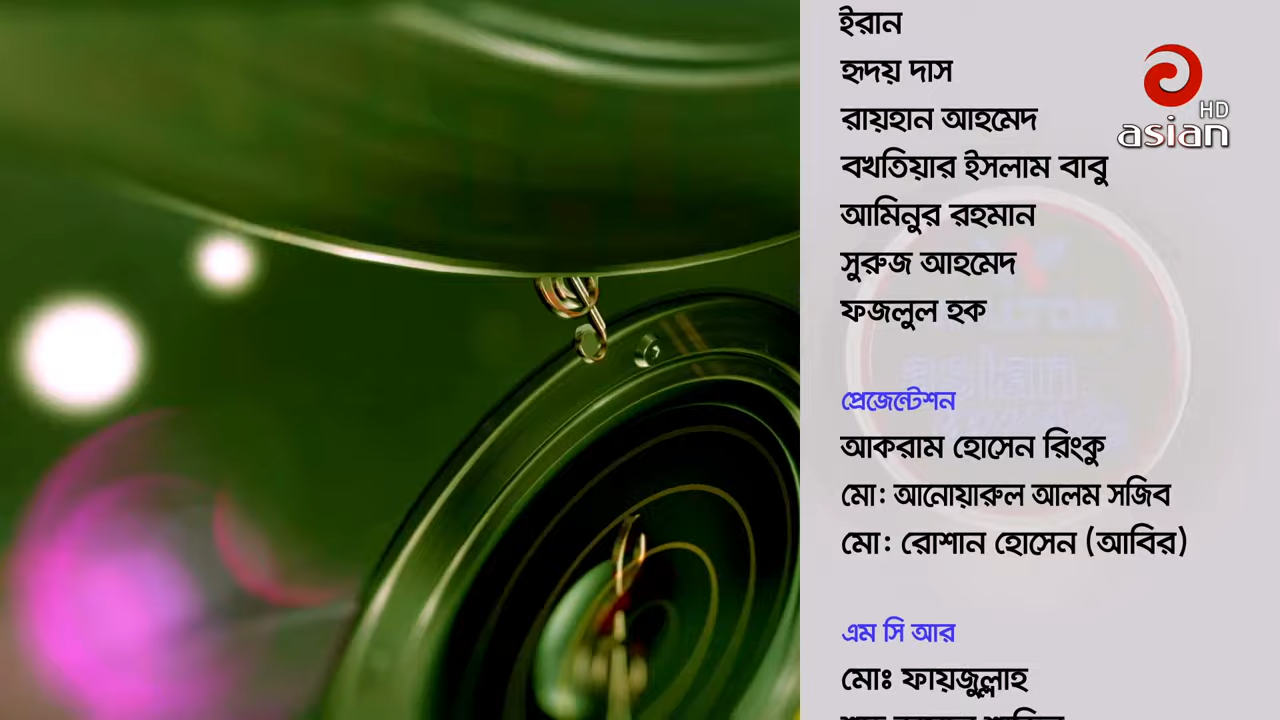 ইরান
হৃদয় দাস
রায়হান আহমেদ
বখতিয়ার ইসলাম বাবু
আমিনুর রহমান
সুরুজ আহমেদ
ফজলুল হক
প্রেজেন্টেশন
আকরাম হোসেন রিংকু
মো: আনোয়ারুল আলম সজিব
মো: রোশান হোসেন (আবির)
এম সি আর
মোঃ ফায়জুল্লাহ
HD
asian